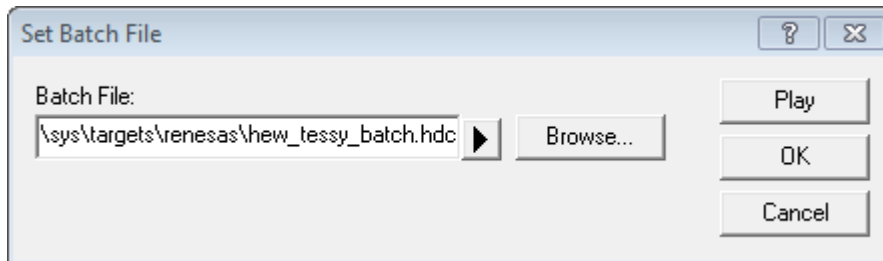 Set Batch File
Batch File:
\sys\targets\renesas\hew_tessy_batch.hdc
Browse...
Play
OK
Cancel